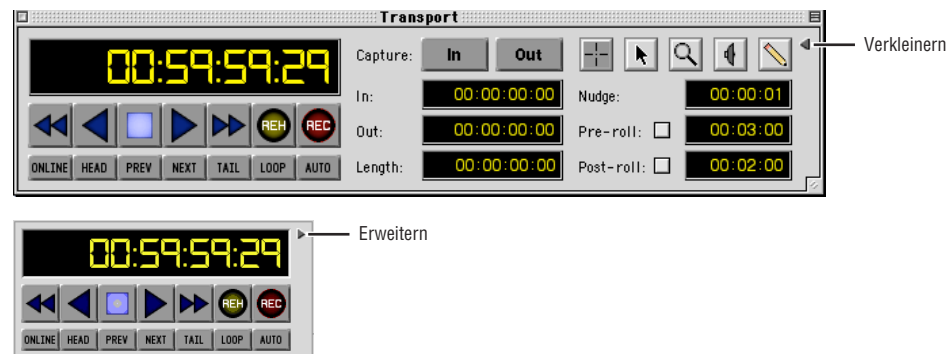 Transport
00:59:59:29
Capture: In Out
Verkleinern
In: 00:00:00:00 Nudge: 00:00:01
REH REC
Out: 00:00:00:00 Pre-roll: 00:03:00
ONLINE HEAD PREV NEXT TAIL LOOP AUTO
Length: 00:00:00:00 Post-roll: 00:02:00
00:59:59:29
Erweitern
REH REC
ONLINE HEAD PREV NEXT TAIL LOOP AUTO